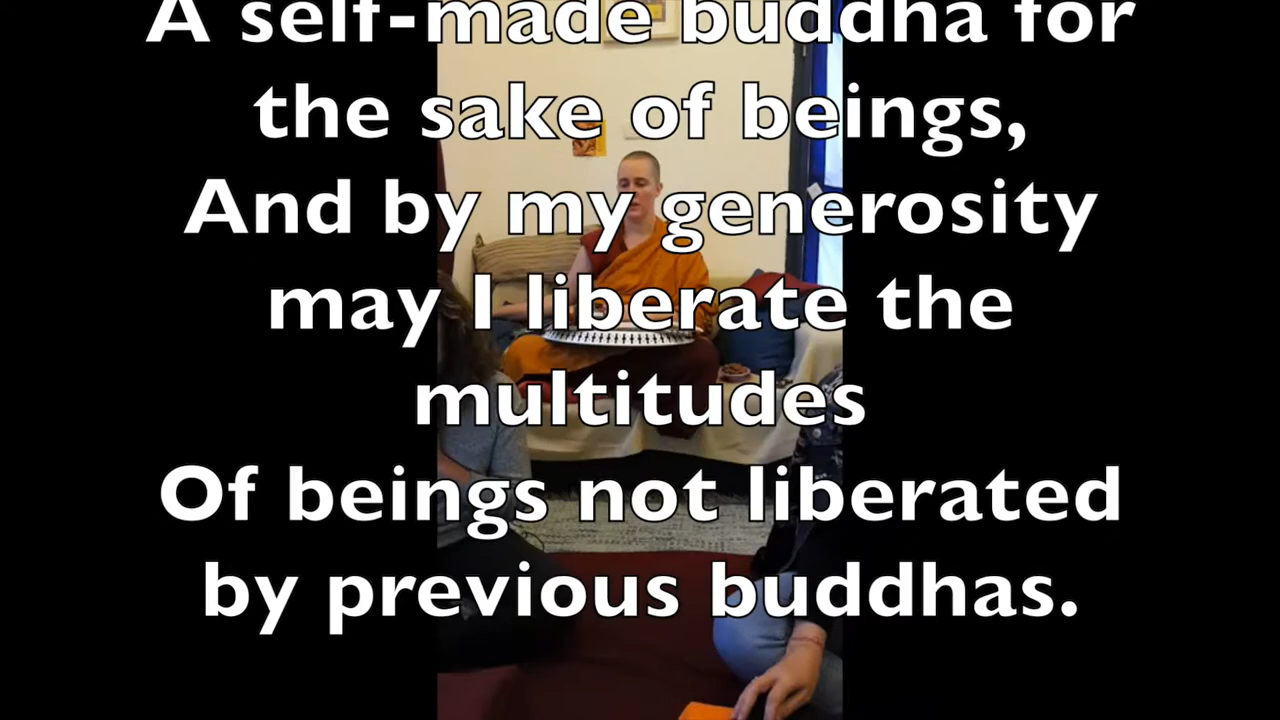 A self-made buddha for
the sake of beings,
And by my generosity
may I liberate the
multitudes
Of beings not liberated
by previous buddhas.